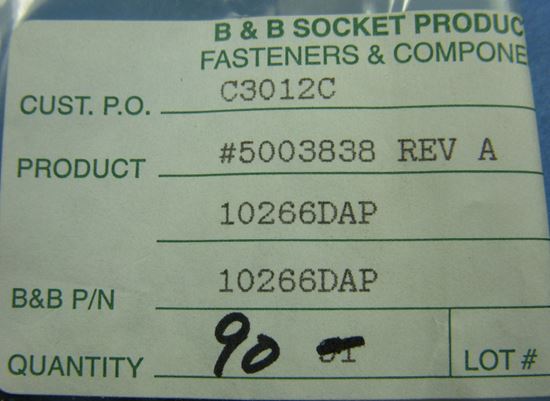 B & B SOCKET PRODUC
FASTENERS & COMPONE
CUST. P.O. C3012C
PRODUCT #5003838 REV A
10266DAP
B&B P/N 10266DAP
QUANTITY 90 LOT #